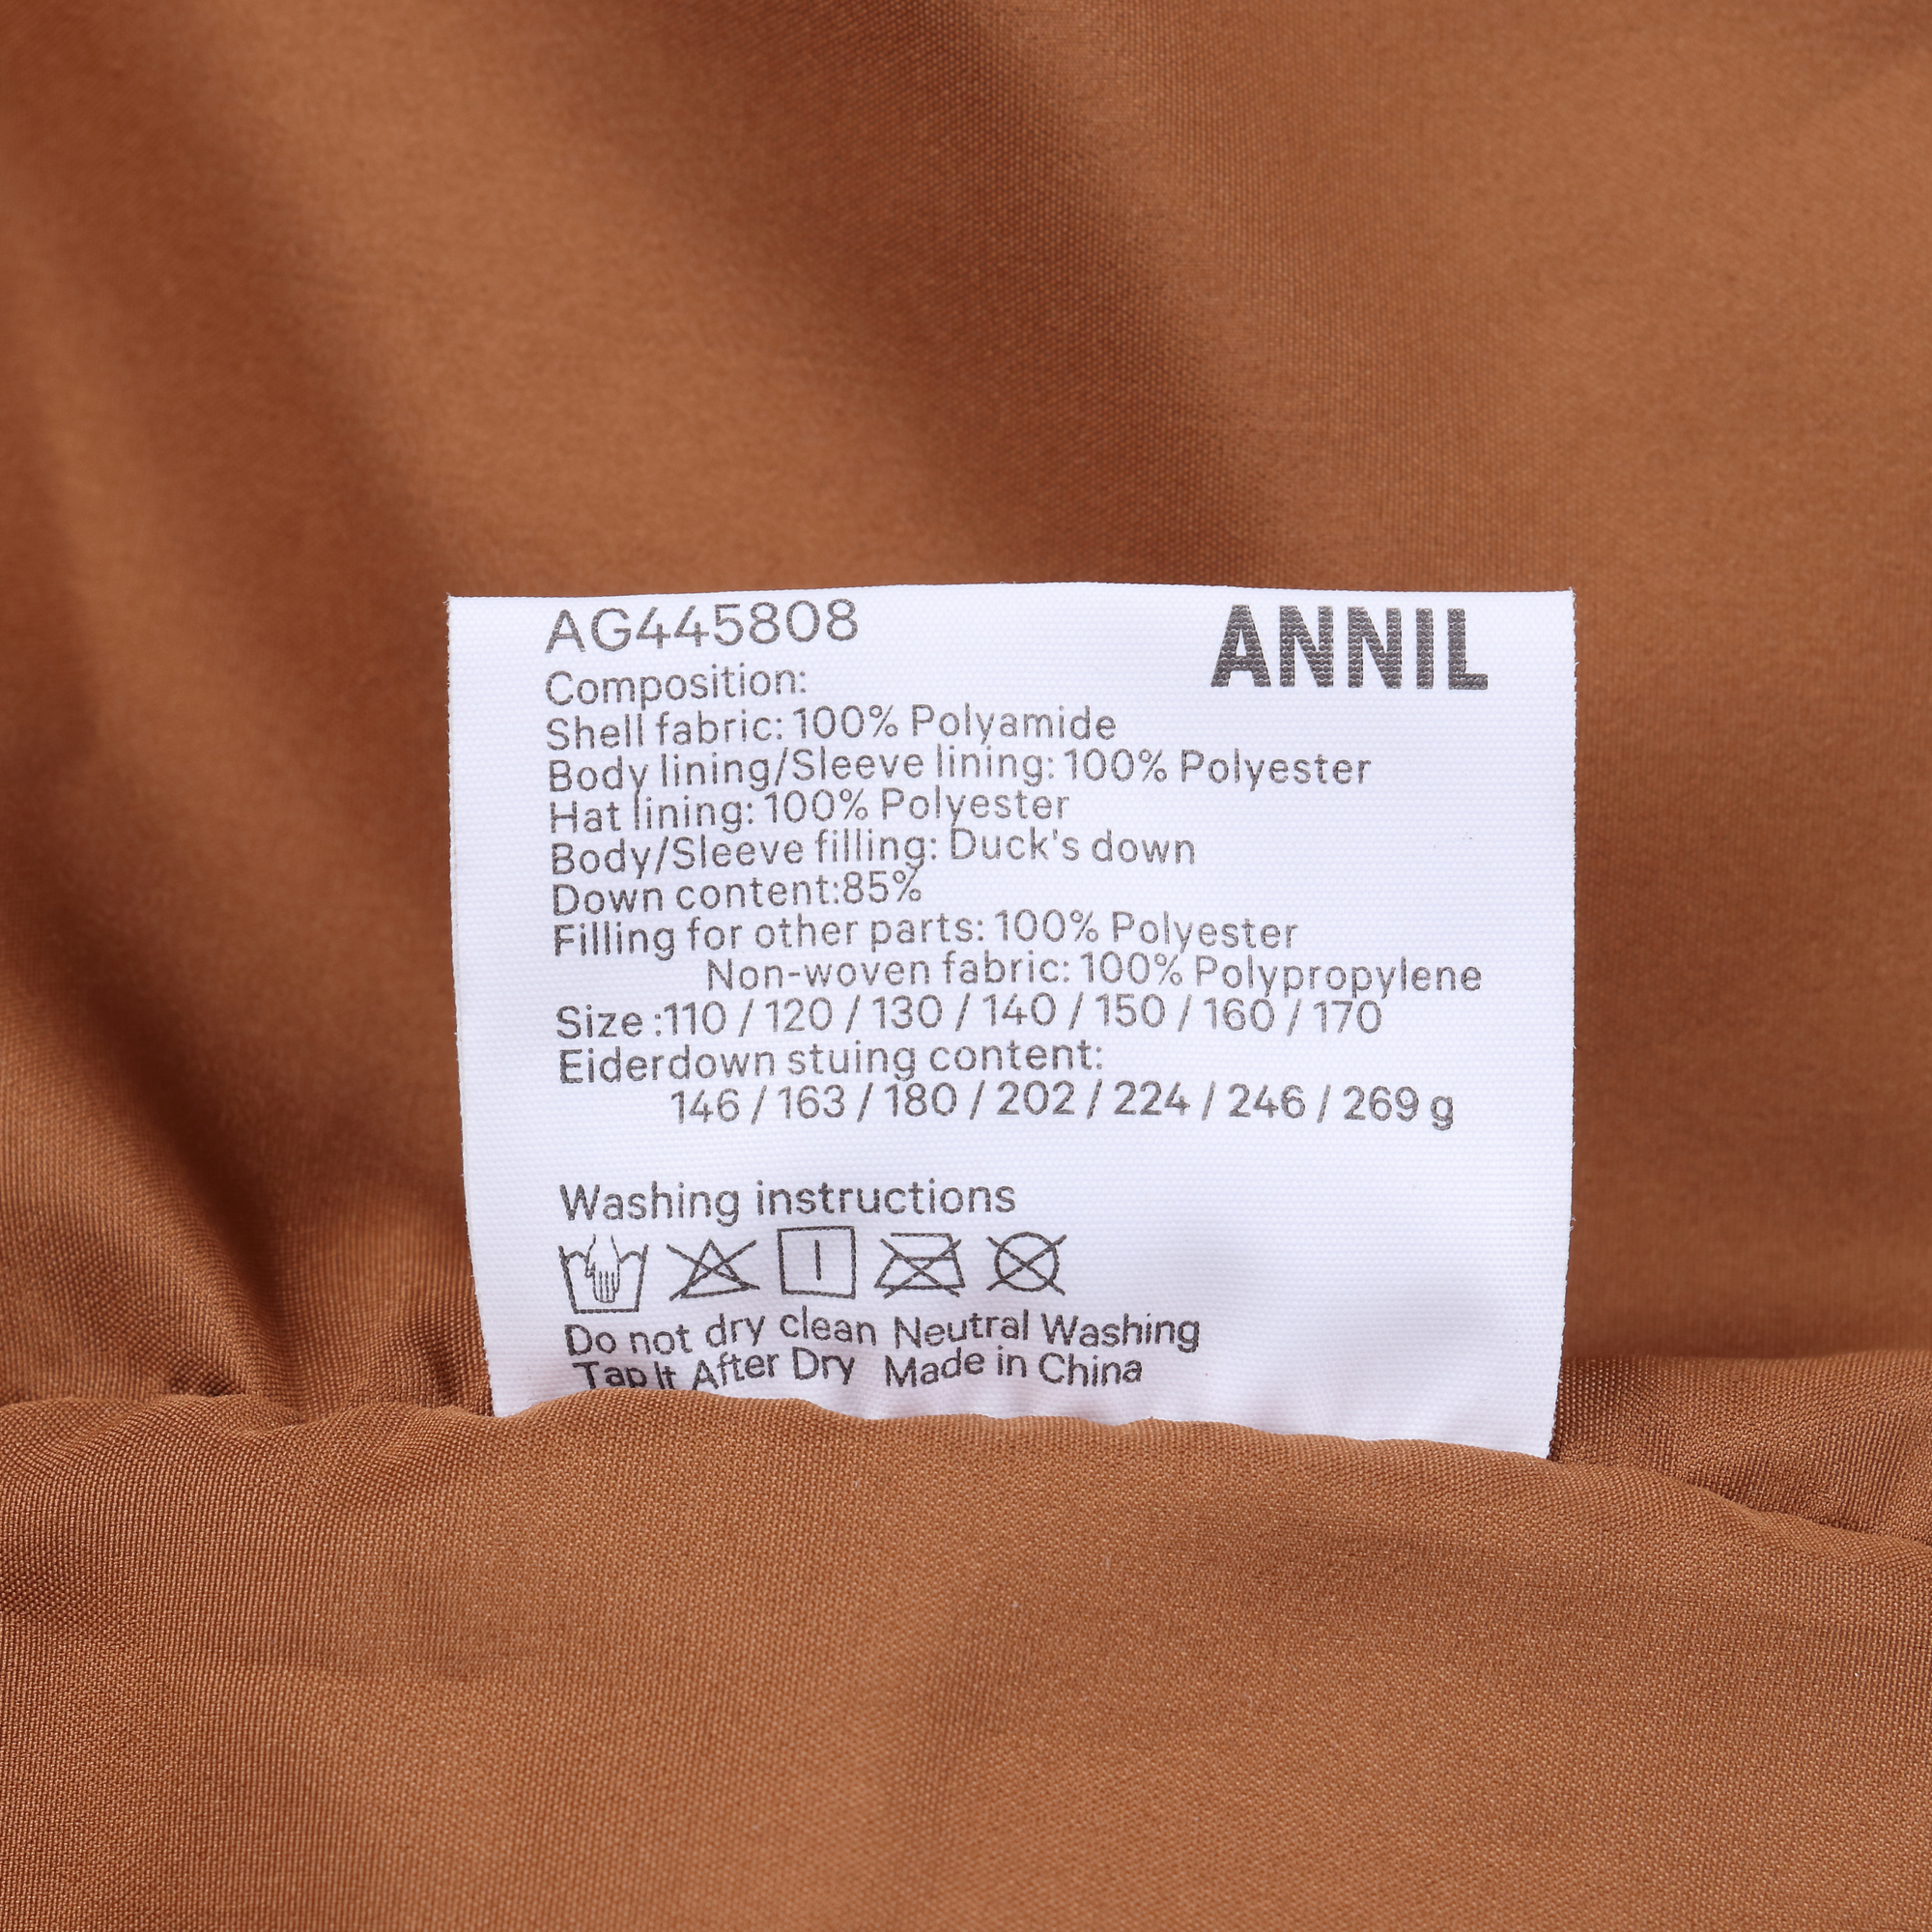 AG445808
ANNIL
Composition:
Shell fabric: 100% Polyamide
Body lining/Sleeve lining: 100% Polyester
Hat lining: 100% Polyester
Body/Sleeve filling: Duck's down
Down content:85%
Filling for other parts: 100% Polyester
Non-woven fabric: 100% Polypropylene
Size :110 / 120 / 130 / 140 / 150 / 160 / 170
Eiderdown stuing content:
146 / 163 / 180 / 202 / 224 / 246 / 269 g
Washing instructions
Do not dry clean Neutral Washing
Tap It After Dry Made in China